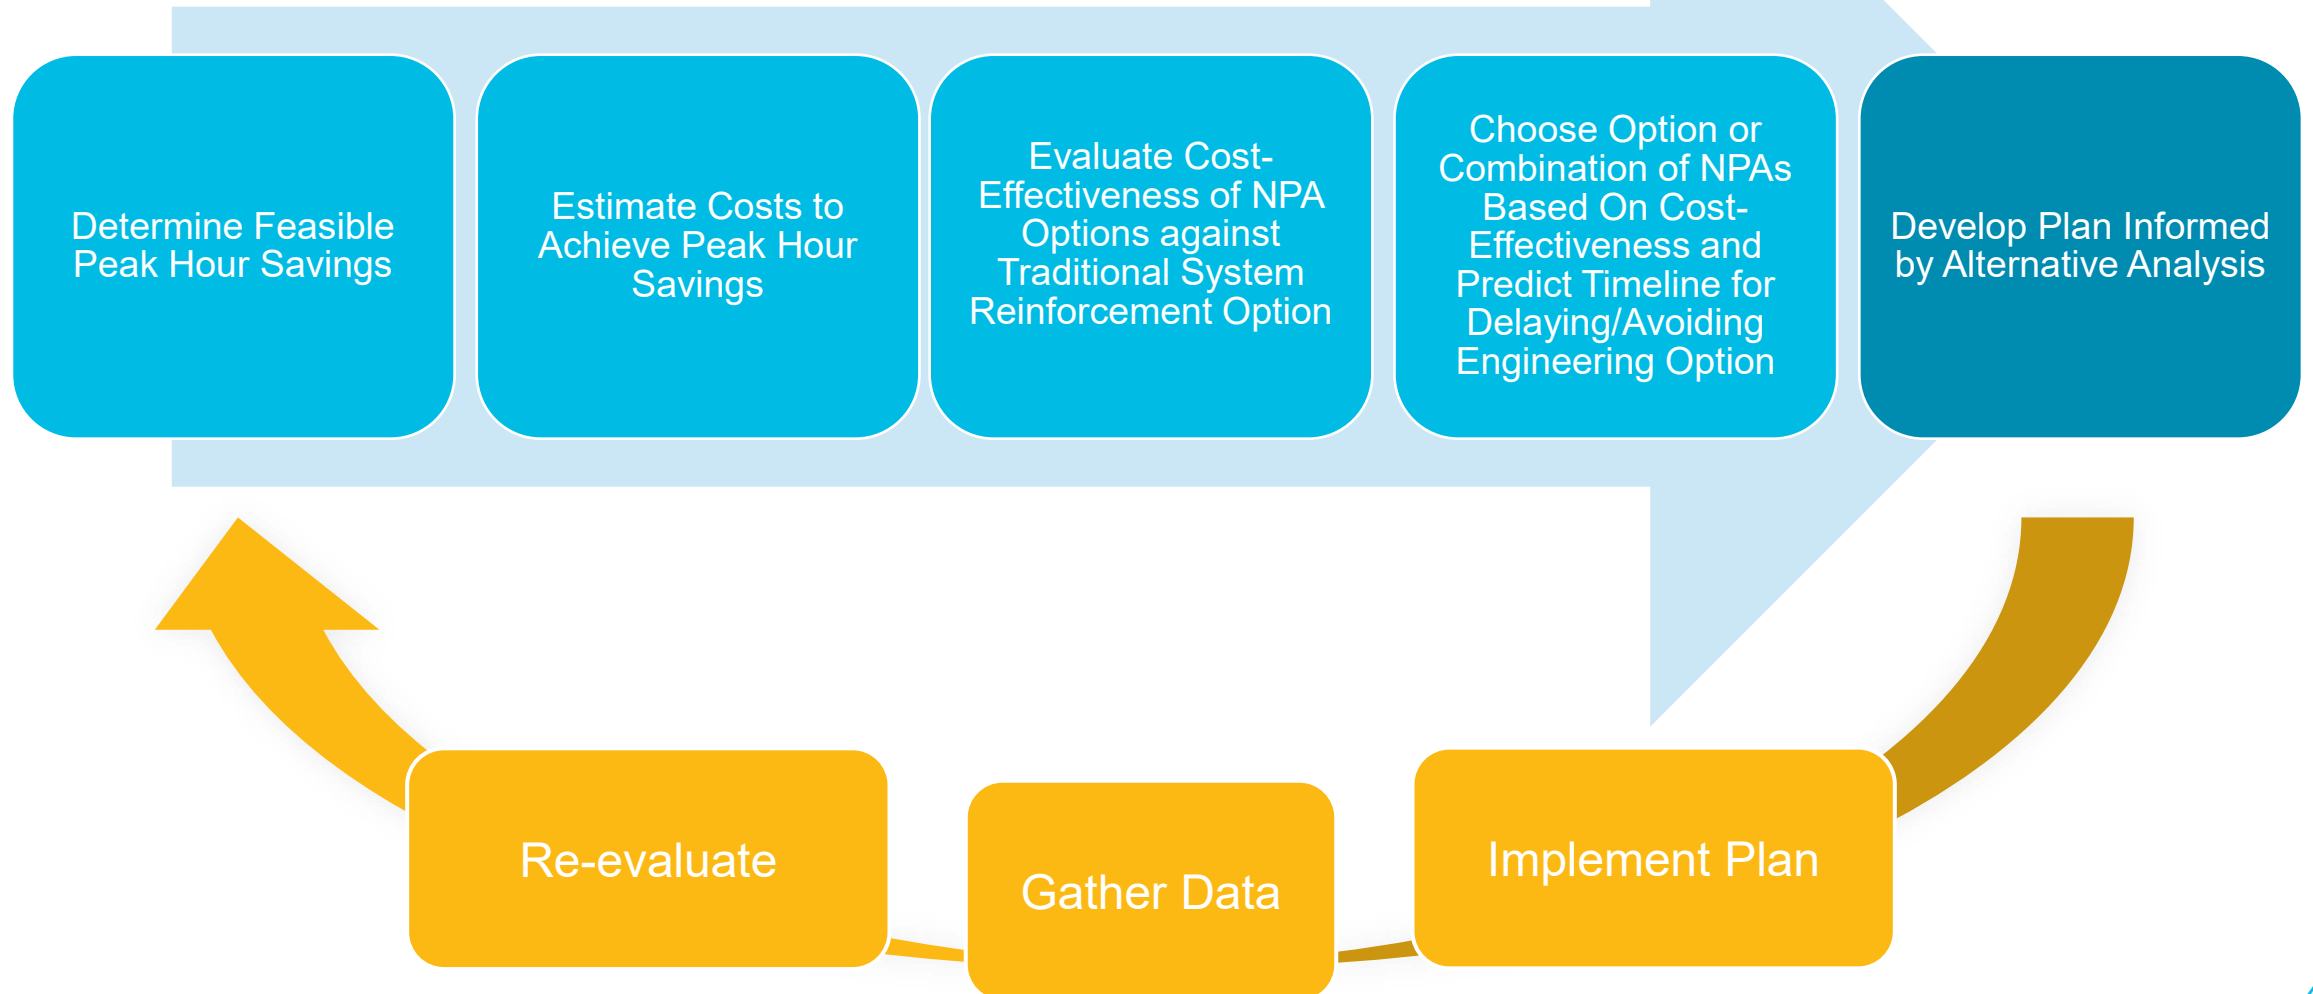 Determine Feasible
Peak Hour Savings
Estimate Costs to
Achieve Peak Hour
Savings
Evaluate Cost-
Effectiveness of NPA
Options against
Traditional System
Reinforcement Option
Choose Option or
Combination of NPAs
Based On Cost-
Effectiveness and
Predict Timeline for
Delaying/Avoiding
Engineering Option
Develop Plan Informed
by Alternative Analysis
Re-evaluate
Gather Data
Implement Plan